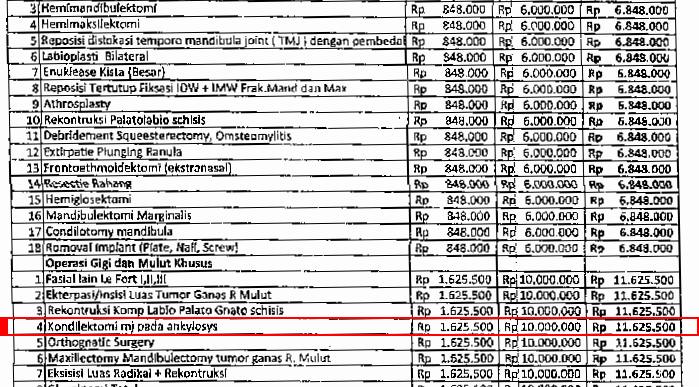 3 Hemimandibulektomi Rp 848.000 Rp 6.000.000 Rp 6.848.000
4 Hemimaksilektomi Rp 848.000 Rp 6.000.000 Rp 6.848.000
5 Reposisi dislokasi temporo mandibula joint ( TMJ ) dengan pembedah Rp 848.000 Rp 6.000.000 Rp 6.848.000
6 Labioplasti Bilateral Rp 848.000 Rp 6.000.000 Rp 6.848.000
7 Enuklease Kista (Besar) Rp 848.000 Rp 6.000.000 Rp 6.848.000
8 Reposisi Tertutup Fiksasi IDW + IMW Frak.Mand dan Max Rp 848.000 Rp 6.000.000 Rp 6.848.000
9 Athrosplasty Rp 848.000 Rp 6.000.000 Rp 6.848.000
10 Rekontruksi Palatolabio schisis Rp 848.000 Rp 6.000.000 Rp 6.848.000
11 Debridement Squeesterectomy, Omsteomylitis Rp 848.000 Rp 6.000.000 Rp 6.848.000
12 Extirpatie Plunging Ranula Rp 848.000 Rp 6.000.000 Rp 6.848.000
13 Frontoethmoidektomi (ekstranasal) Rp 848.000 Rp 6.000.000 Rp 6.848.000
14 Resectie Rahang Rp 848.000 Rp 6.000.000 Rp 6.848.000
15 Hemiglosektomi Rp 848.000 Rp 6.000.000 Rp 6.848.000
16 Mandibulektomi Marginalis Rp 848.000 Rp 6.000.000 Rp 6.848.000
17 Condilotomy mandibula Rp 848.000 Rp 6.000.000 Rp 6.848.000
18 Romoval Implant (Plate, Nail, Screw) Rp 848.000 Rp 6.000.000 Rp 6.848.000
Operasi Gigi dan Mulut Khusus
1 Fasial lain Le Fort I,II,III Rp 1.625.500 Rp 10.000.000 Rp 11.625.500
2 Ekterpasi/Insisi Luas Tumor Ganas R Mulut Rp 1.625.500 Rp 10.000.000 Rp 11.625.500
3 Rekontruksi Komp Labio Palato Gnato schisis Rp 1.625.500 Rp 10.000.000 Rp 11.625.500
4 Kondilektomi mj pada ankylosys Rp 1.625.500 Rp 10.000.000 Rp 11.625.500
5 Orthognatic Surgery Rp 1.625.500 Rp 10.000.000 Rp 11.625.500
6 Maxillectomy Mandibulectomy tumor ganas R. Mulut Rp 1.625.500 Rp 10.000.000 Rp 11.625.500
7 Eksisisi Luas Radikal + Rekontruksi Rp 1.625.500 Rp 10.000.000 Rp 11.625.500